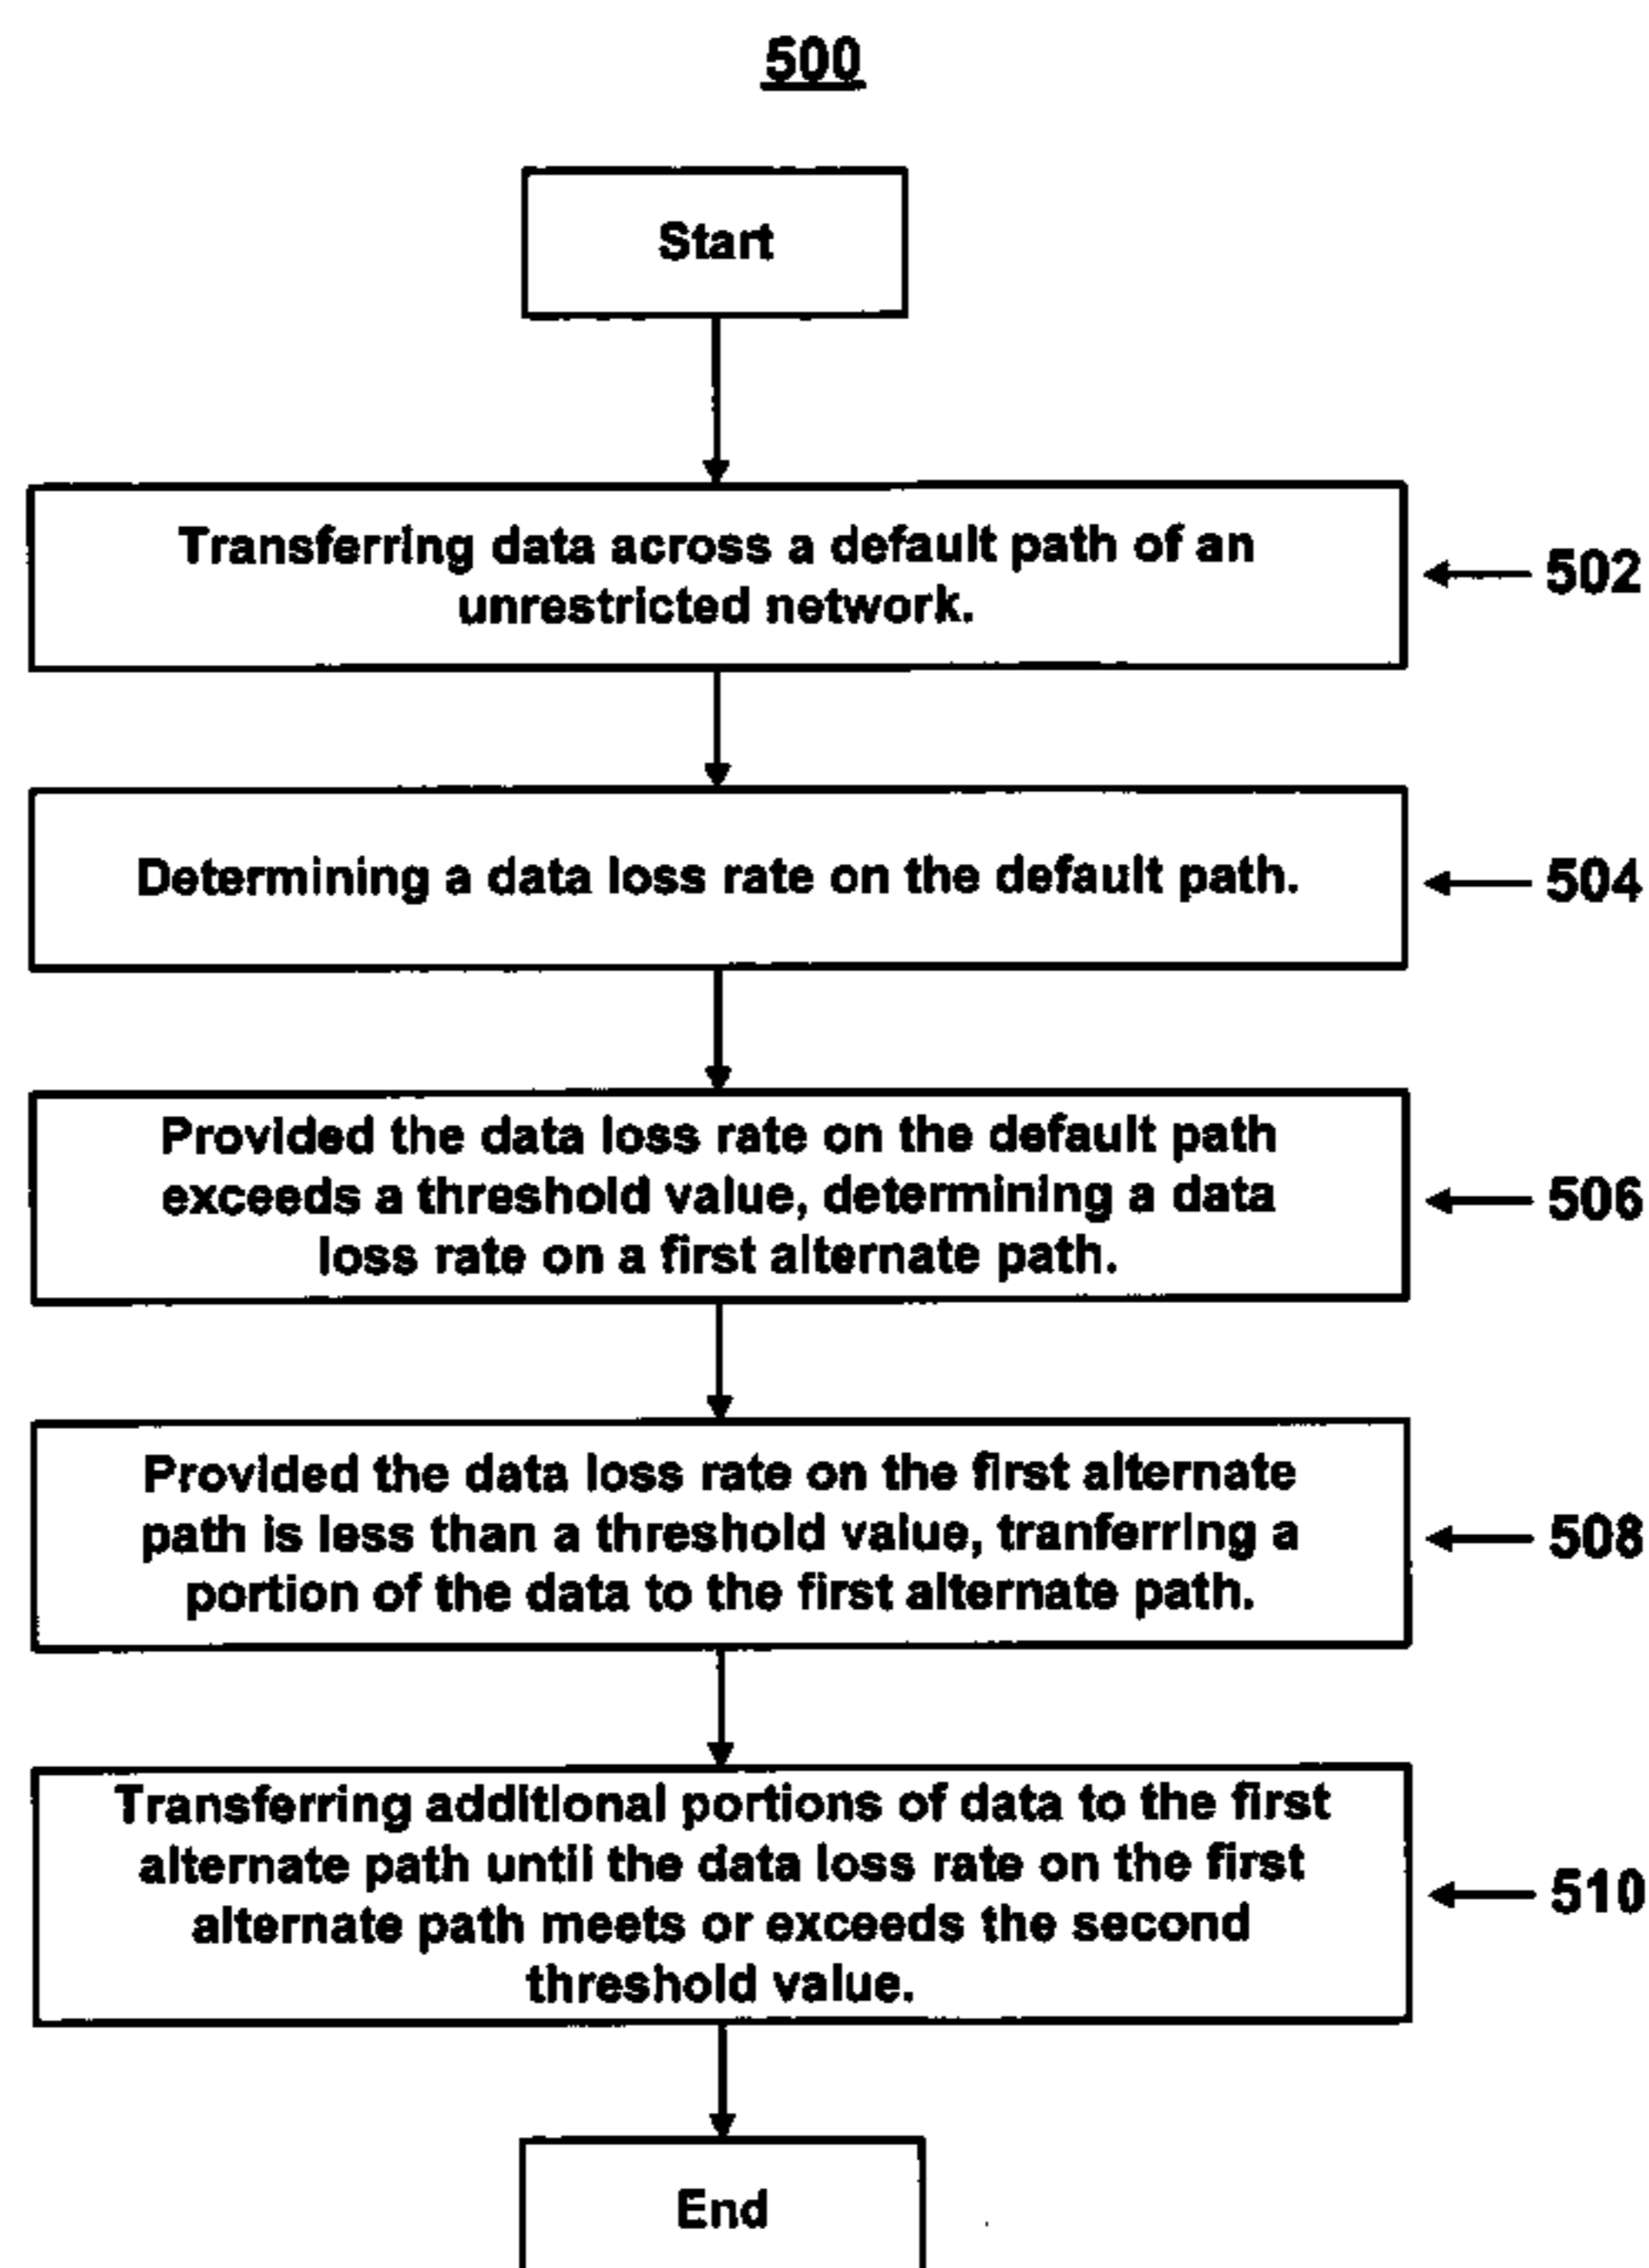 500
Start
Transferring data across a default path of an
unrestricted network.
502
Determining a data loss rate on the default path.
504
Provided the data loss rate on the default path
exceeds a threshold value, determining a data
loss rate on a first alternate path.
506
Provided the data loss rate on the first alternate
path is less than a threshold value, tranferring a
portion of the data to the first alternate path.
508
Transferring additional portions of data to the first
alternate path until the data loss rate on the first
alternate path meets or exceeds the second
threshold value.
510
End